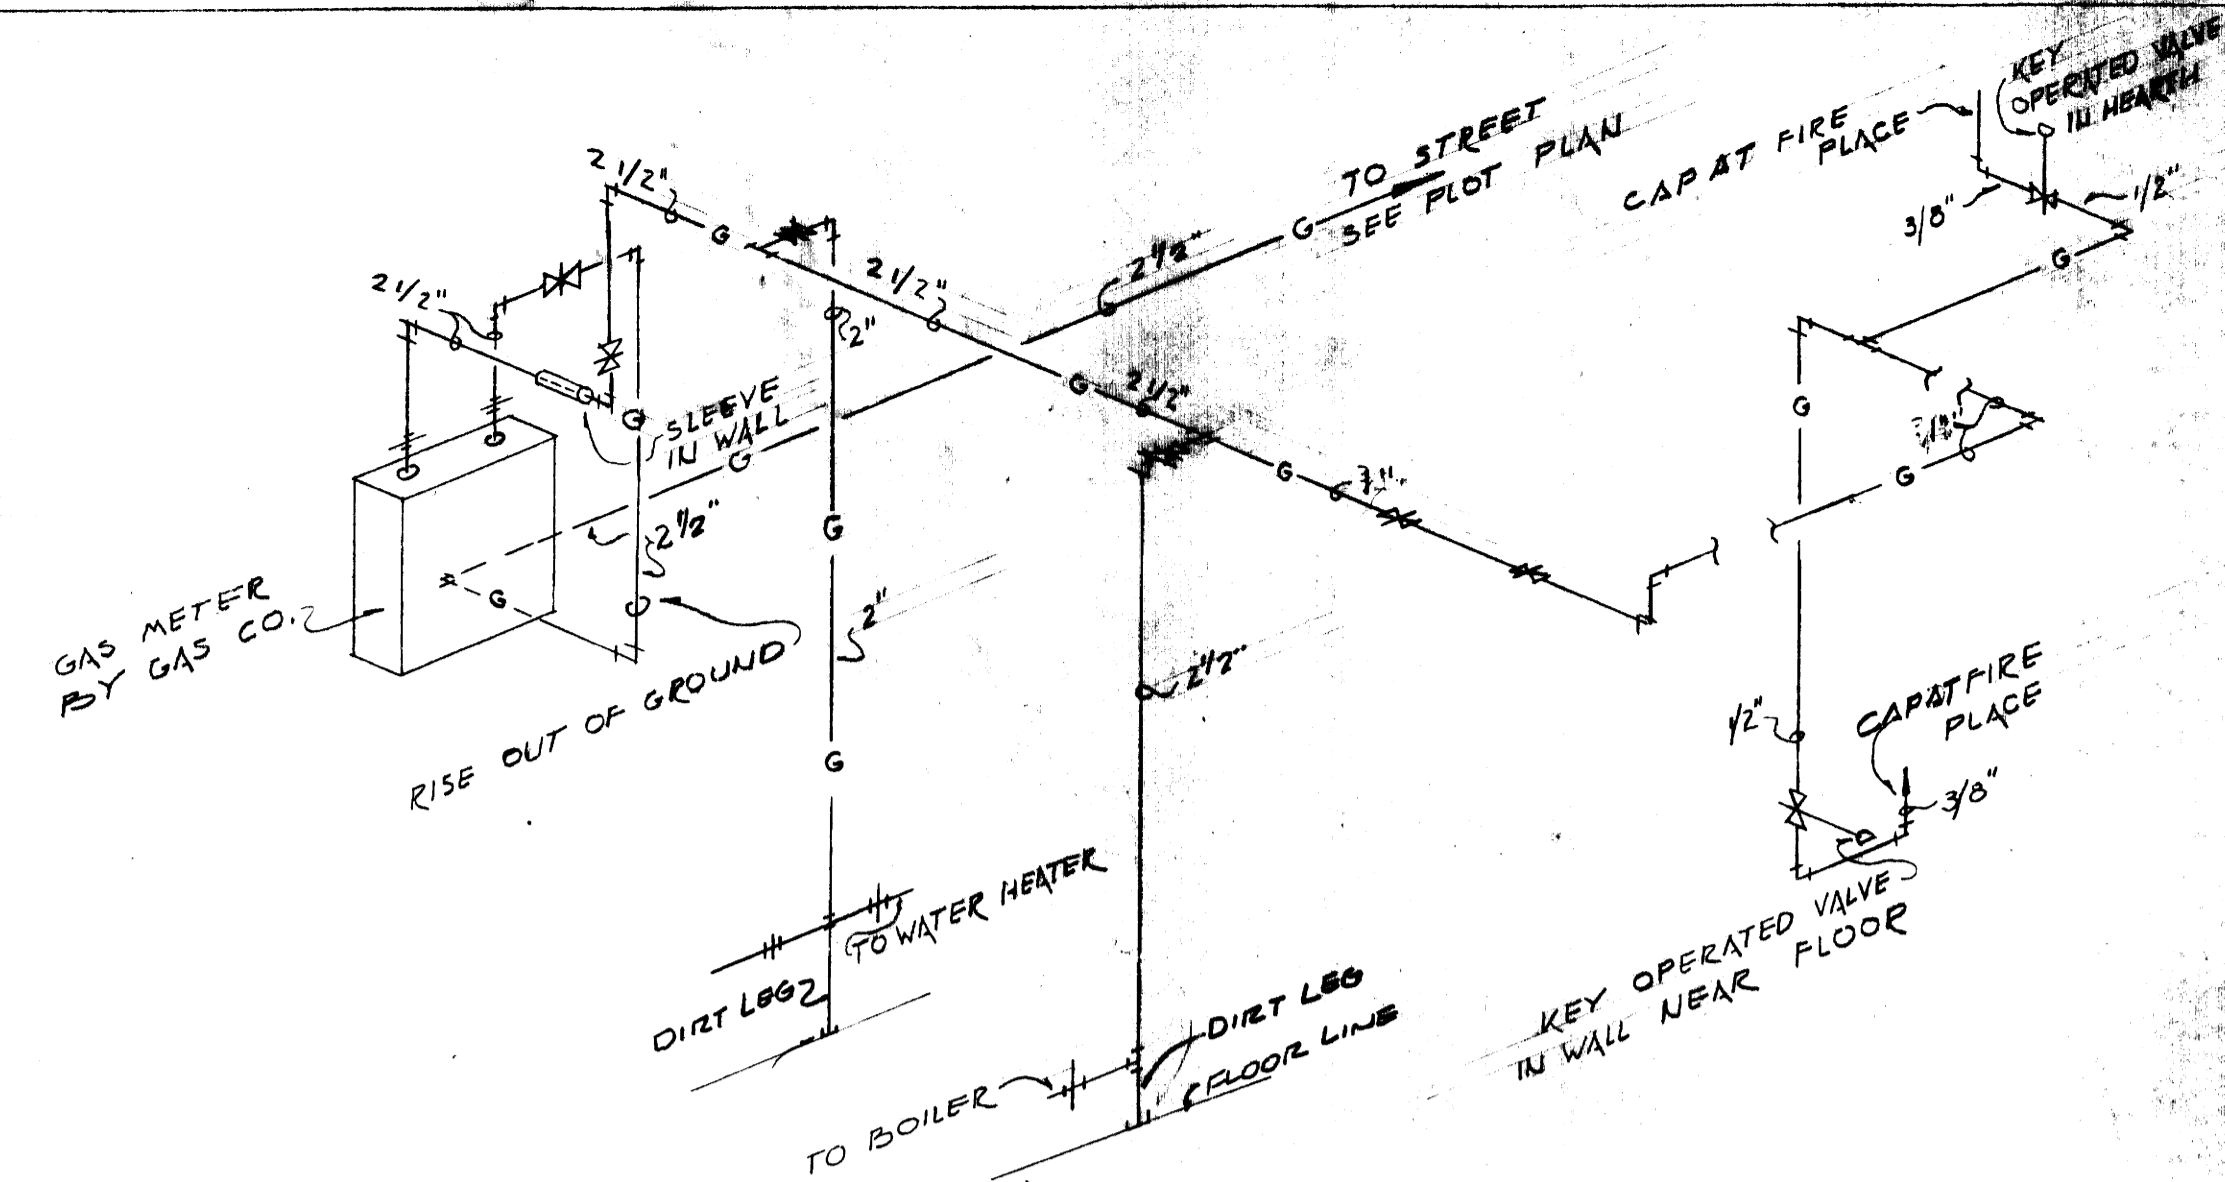 KEY
OPERATED VALVE
IN HEARTH
TO STREET
SEE PLOT PLAN
CAP AT FIRE
PLACE
2 1/2"
G
2 1/2"
2"
2 1/2"
G
3/8"
1/2"
G
2 1/2"
G
SLEEVE
IN WALL
G
G
2 1/2"
G
G
G
G
2 1/2"
G
G
2"
GAS METER
BY GAS CO.
RISE OUT OF GROUND
2 1/2"
G
1/2"
CAP AT FIRE
PLACE
3/8"
TO WATER HEATER
DIRT LEG
KEY OPERATED VALVE
IN WALL NEAR FLOOR
DIRT LEG
FLOOR LINE
TO BOILER